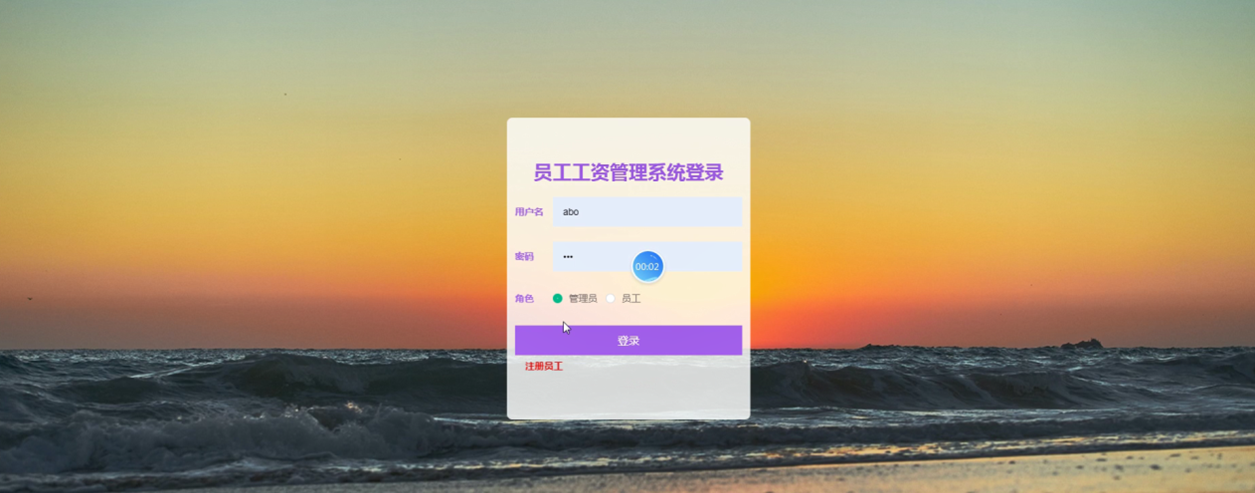 员工工资管理系统登录
用户名 abo
密码 •••
00:02
角色 管理员 员工
登录
注册员工